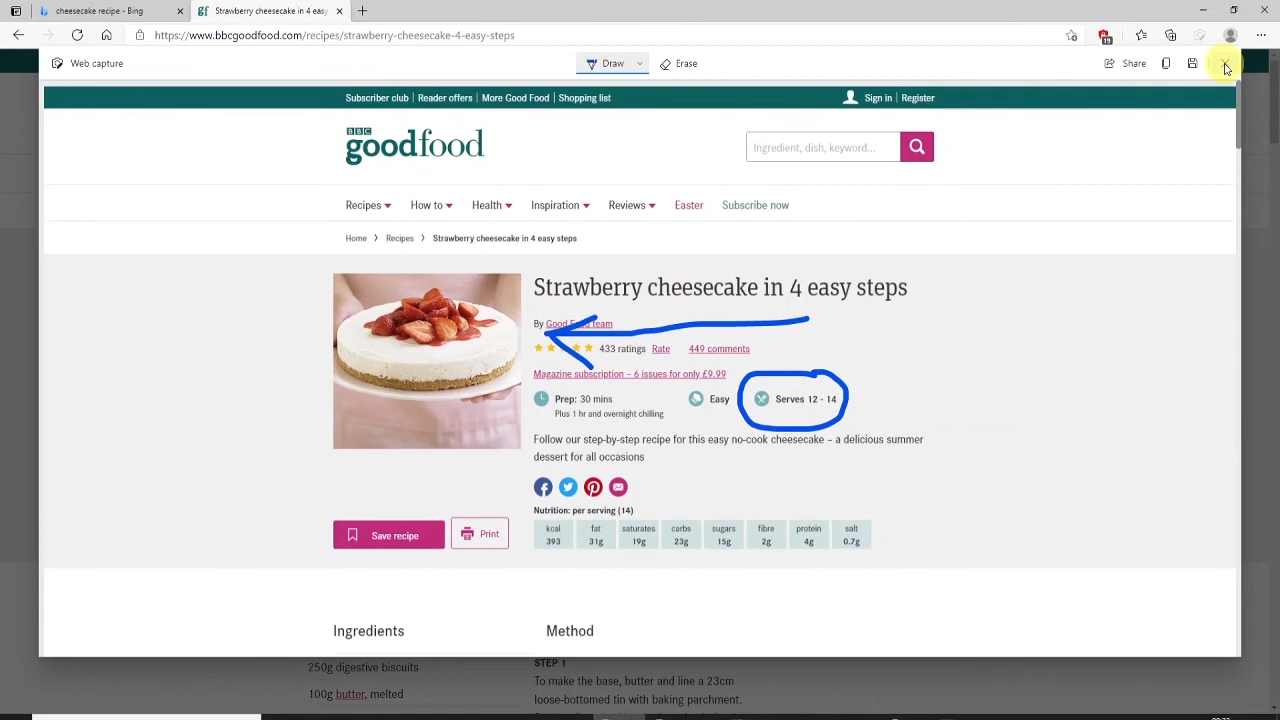 cheesecake recipe - Bing
Strawberry cheesecake in 4 easy
https://www.bbcgoodfood.com/recipes/strawberry-cheesecake-4-easy-steps
19
Web capture
Draw
Erase
Share
Subscriber club | Reader offers | More Good Food | Shopping list
Sign in | Register
BBC
goodfood
Ingredient, dish, keyword...
Recipes
How to
Health
Inspiration
Reviews
Easter
Subscribe now
Home > Recipes > Strawberry cheesecake in 4 easy steps
Strawberry cheesecake in 4 easy steps
By Good Food team
433 ratings Rate 449 comments
Magazine subscription – 6 issues for only £9.99
Prep: 30 mins
Plus 1 hr and overnight chilling
Easy
Serves 12 - 14
Follow our step-by-step recipe for this easy no-cook cheesecake – a delicious summer
dessert for all occasions
Nutrition: per serving (14)
kcal fat saturates carbs sugars fibre protein salt
393 31g 19g 23g 15g 2g 4g 0.7g
Save recipe
Print
Ingredients
Method
250g digestive biscuits
100g butter, melted
STEP 1
To make the base, butter and line a 23cm
loose-bottomed tin with baking parchment.